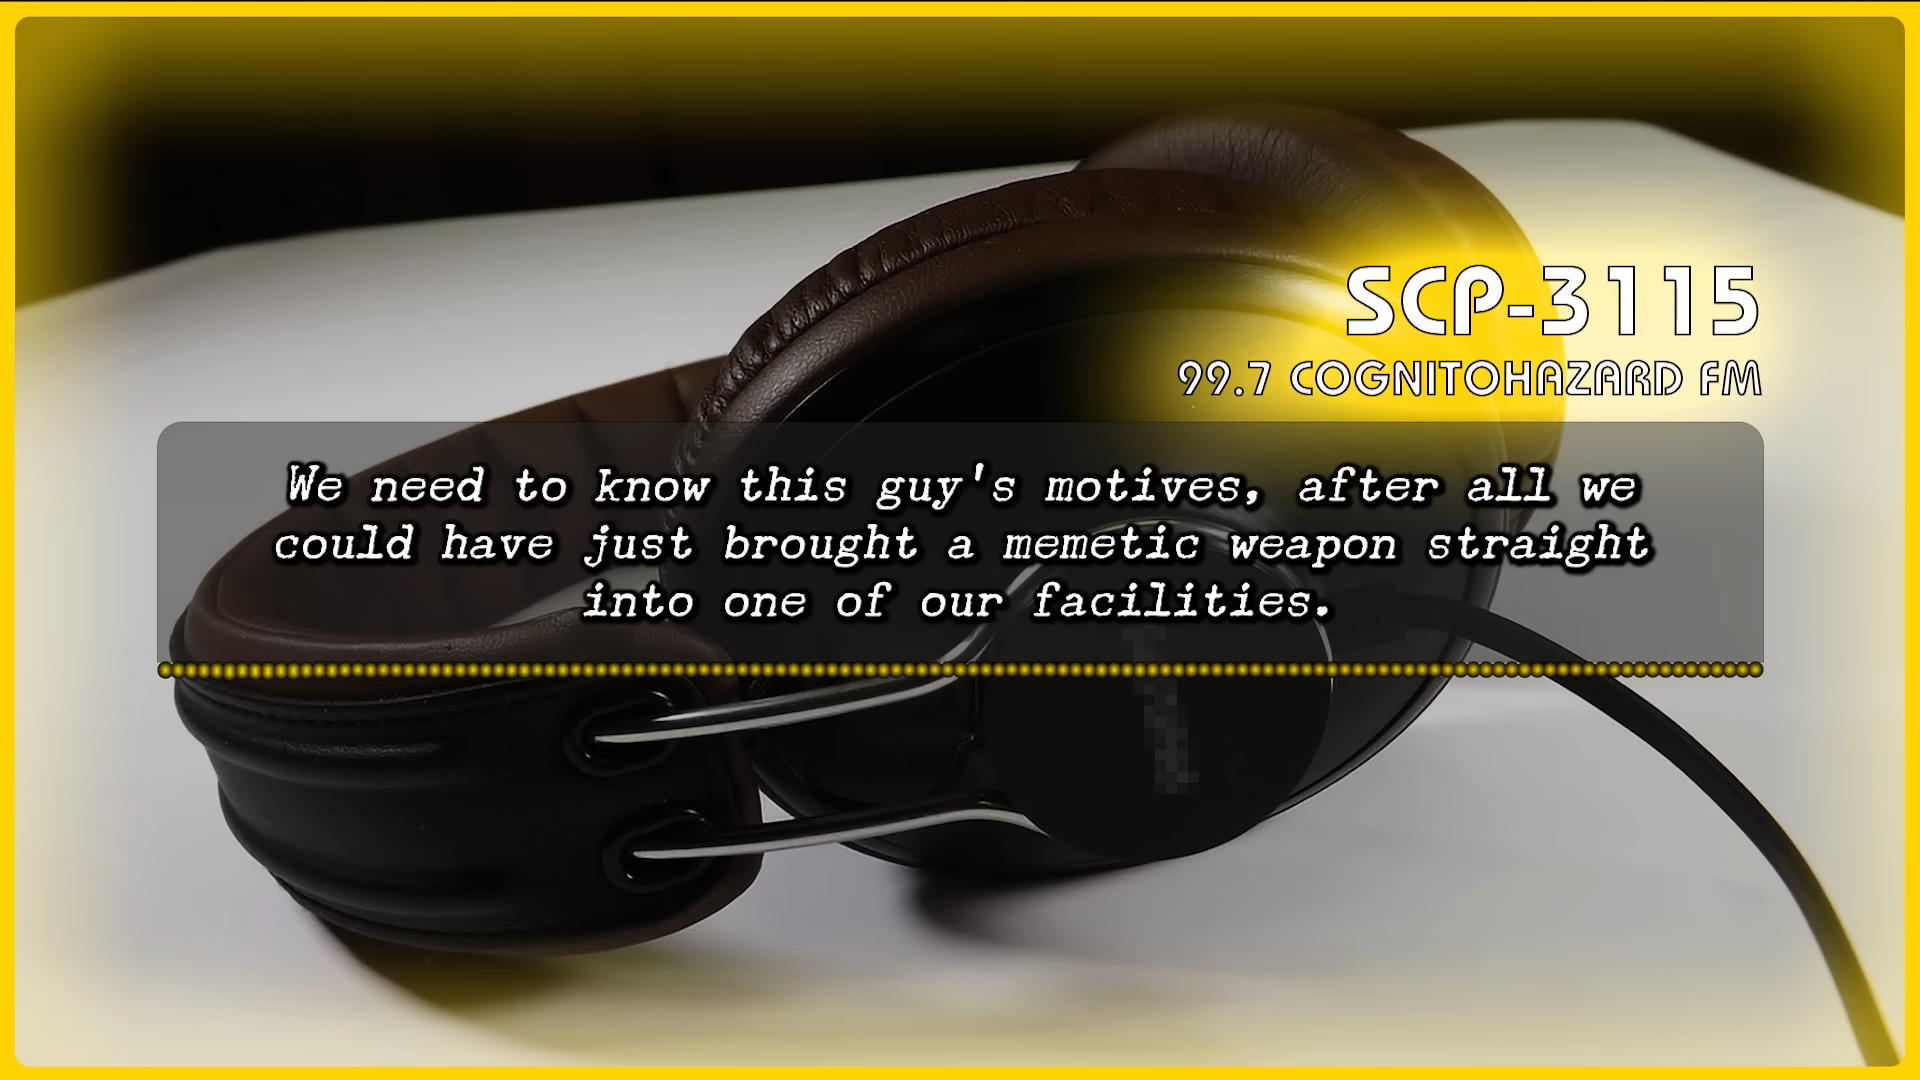 SCP-3115
99.7 COGNITOHAZARD FM
We need to know this guy's motives, after all we
could have just brought a memetic weapon straight
into one of our facilities.